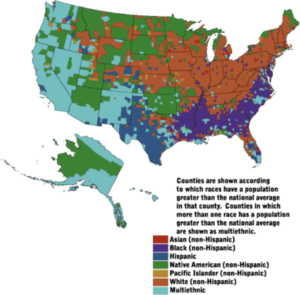 Counties are shown according
to which races have a population
greater than the national average
in that county. Counties in which
more than one race has a population
greater than the national average
are shown as multiethnic.
Asian (non-Hispanic)
Black (non-Hispanic)
Hispanic
Native American (non-Hispanic)
Pacific Islander (non-Hispanic)
White (non-Hispanic)
Multiethnic